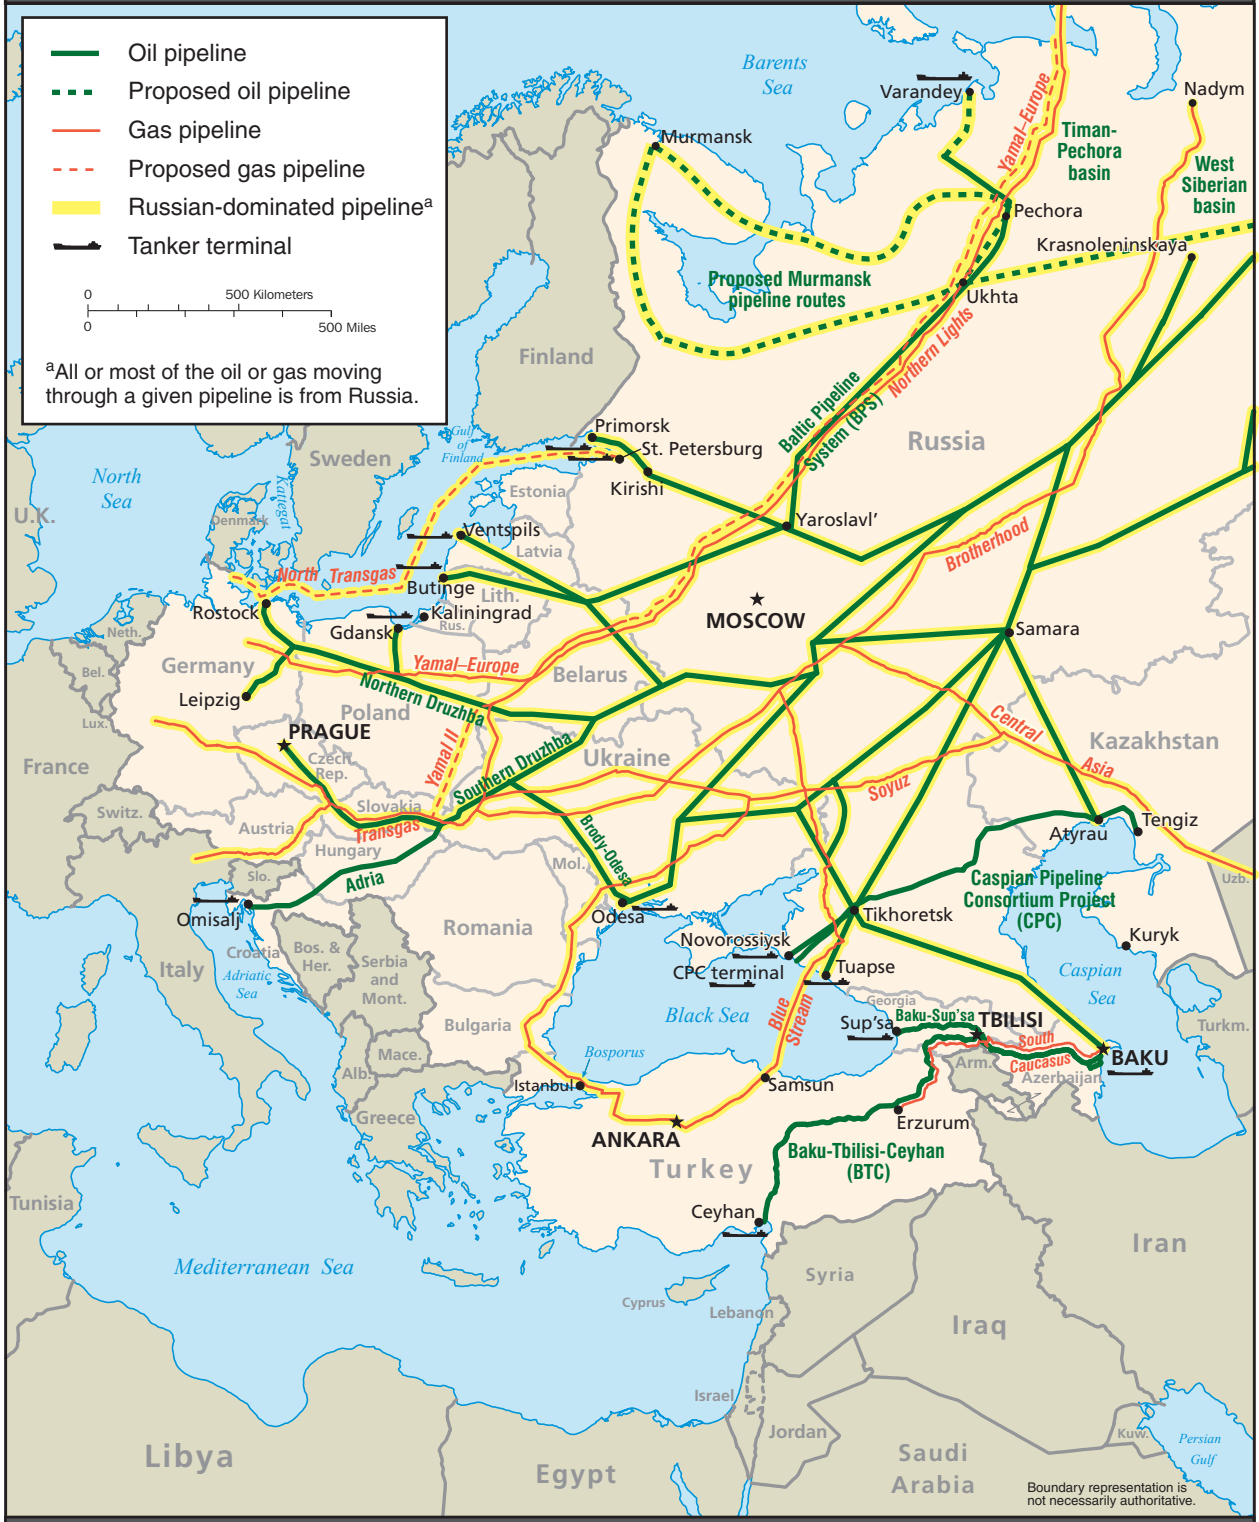 Oil pipeline
Proposed oil pipeline
Gas pipeline
Proposed gas pipeline
Russian-dominated pipelineᵃ
Tanker terminal
0 500 Kilometers
0 500 Miles
ᵃAll or most of the oil or gas moving
through a given pipeline is from Russia.
Barents
Sea
Varandey
Nadym
Yamal–Europe
Timan-
Pechora
basin
West
Siberian
basin
Murmansk
Pechora
Krasnoleninskaya
Proposed Murmansk
pipeline routes
Ukhta
Northern Lights
Finland
Baltic Pipeline
System (BPS)
Primorsk
Gulf
of
Finland
St. Petersburg
Kirishi
Russia
Sweden
North
Sea
U.K.
Kattegat
Denmark
Estonia
Yaroslavl’
Ventspils
Latvia
Brotherhood
North Transgas
Butinge
Lith.
Kaliningrad
Rus.
Rostock
Gdansk
MOSCOW
Samara
Neth.
Bel.
Lux.
Germany
Yamal–Europe
Belarus
Leipzig
Northern Druzhba
Poland
PRAGUE
Czech
Rep.
Yamal II
Southern Druzhba
Ukraine
Central
Asia
Kazakhstan
France
Soyuz
Switz.
Slovakia
Austria
Transgas
Hungary
Brody-Odesa
Mol.
Atyrau
Tengiz
Uzb.
Slo.
Adria
Caspian Pipeline
Consortium Project
(CPC)
Omisalj
Odesa
Tikhoretsk
Romania
Kuryk
Croatia
Bos. &
Her.
Serbia
and
Mont.
Novorossiysk
CPC terminal
Tuapse
Italy
Adriatic
Sea
Caspian
Sea
Georgia
Black Sea
Blue
Stream
Sup’sa
Baku-Sup’sa
TBILISI
Bulgaria
Turkm.
South
Caucasus
BAKU
Mace.
Bosporus
Arm.
Azerbaijan
Alb.
Istanbul
Samsun
Greece
Erzurum
ANKARA
Baku-Tbilisi-Ceyhan
(BTC)
Turkey
Tunisia
Ceyhan
Iran
Mediterranean Sea
Syria
Cyprus
Lebanon
Iraq
Israel
Jordan
Kuw.
Persian
Gulf
Libya
Egypt
Saudi
Arabia
Boundary representation is
not necessarily authoritative.